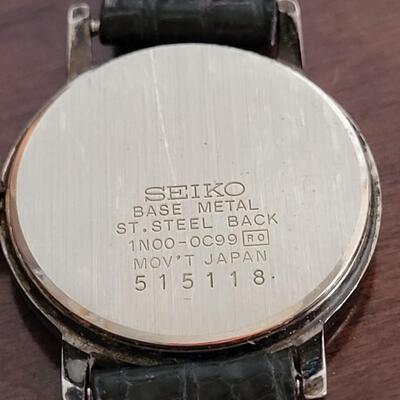 SEIKO
BASE METAL
ST.STEEL BACK
1N00-0C99 R0
MOV'T JAPAN
515118.